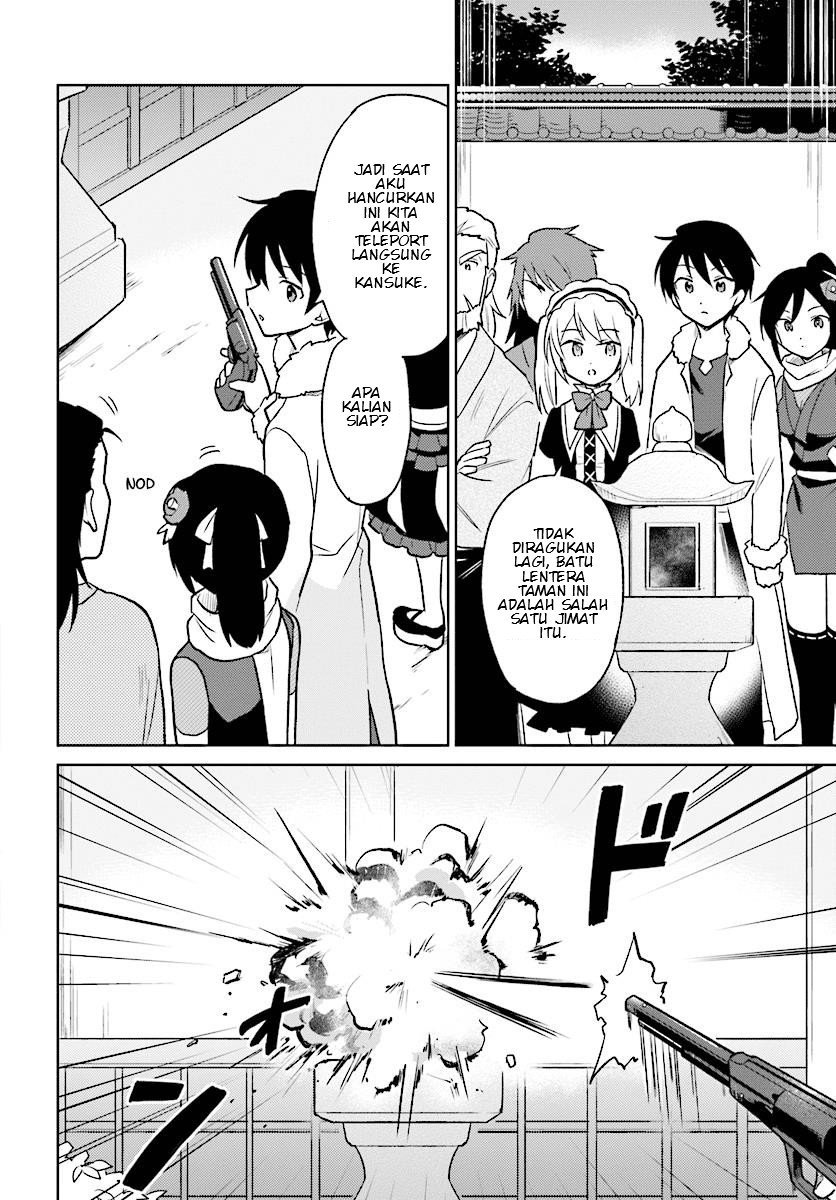 TIDAK
DIRAGUKAN
LAGI, BATU
LENTERA
TAMAN INI
ADALAH SALAH
SATU JIMAT
ITU.
JADI SAAT
AKU
HANCURKAN
INI KITA
AKAN
TELEPORT
LANGSUNG
KE
KANSUKE.
APA
KALIAN
SIAP?
NOD
ド
ォ
ン